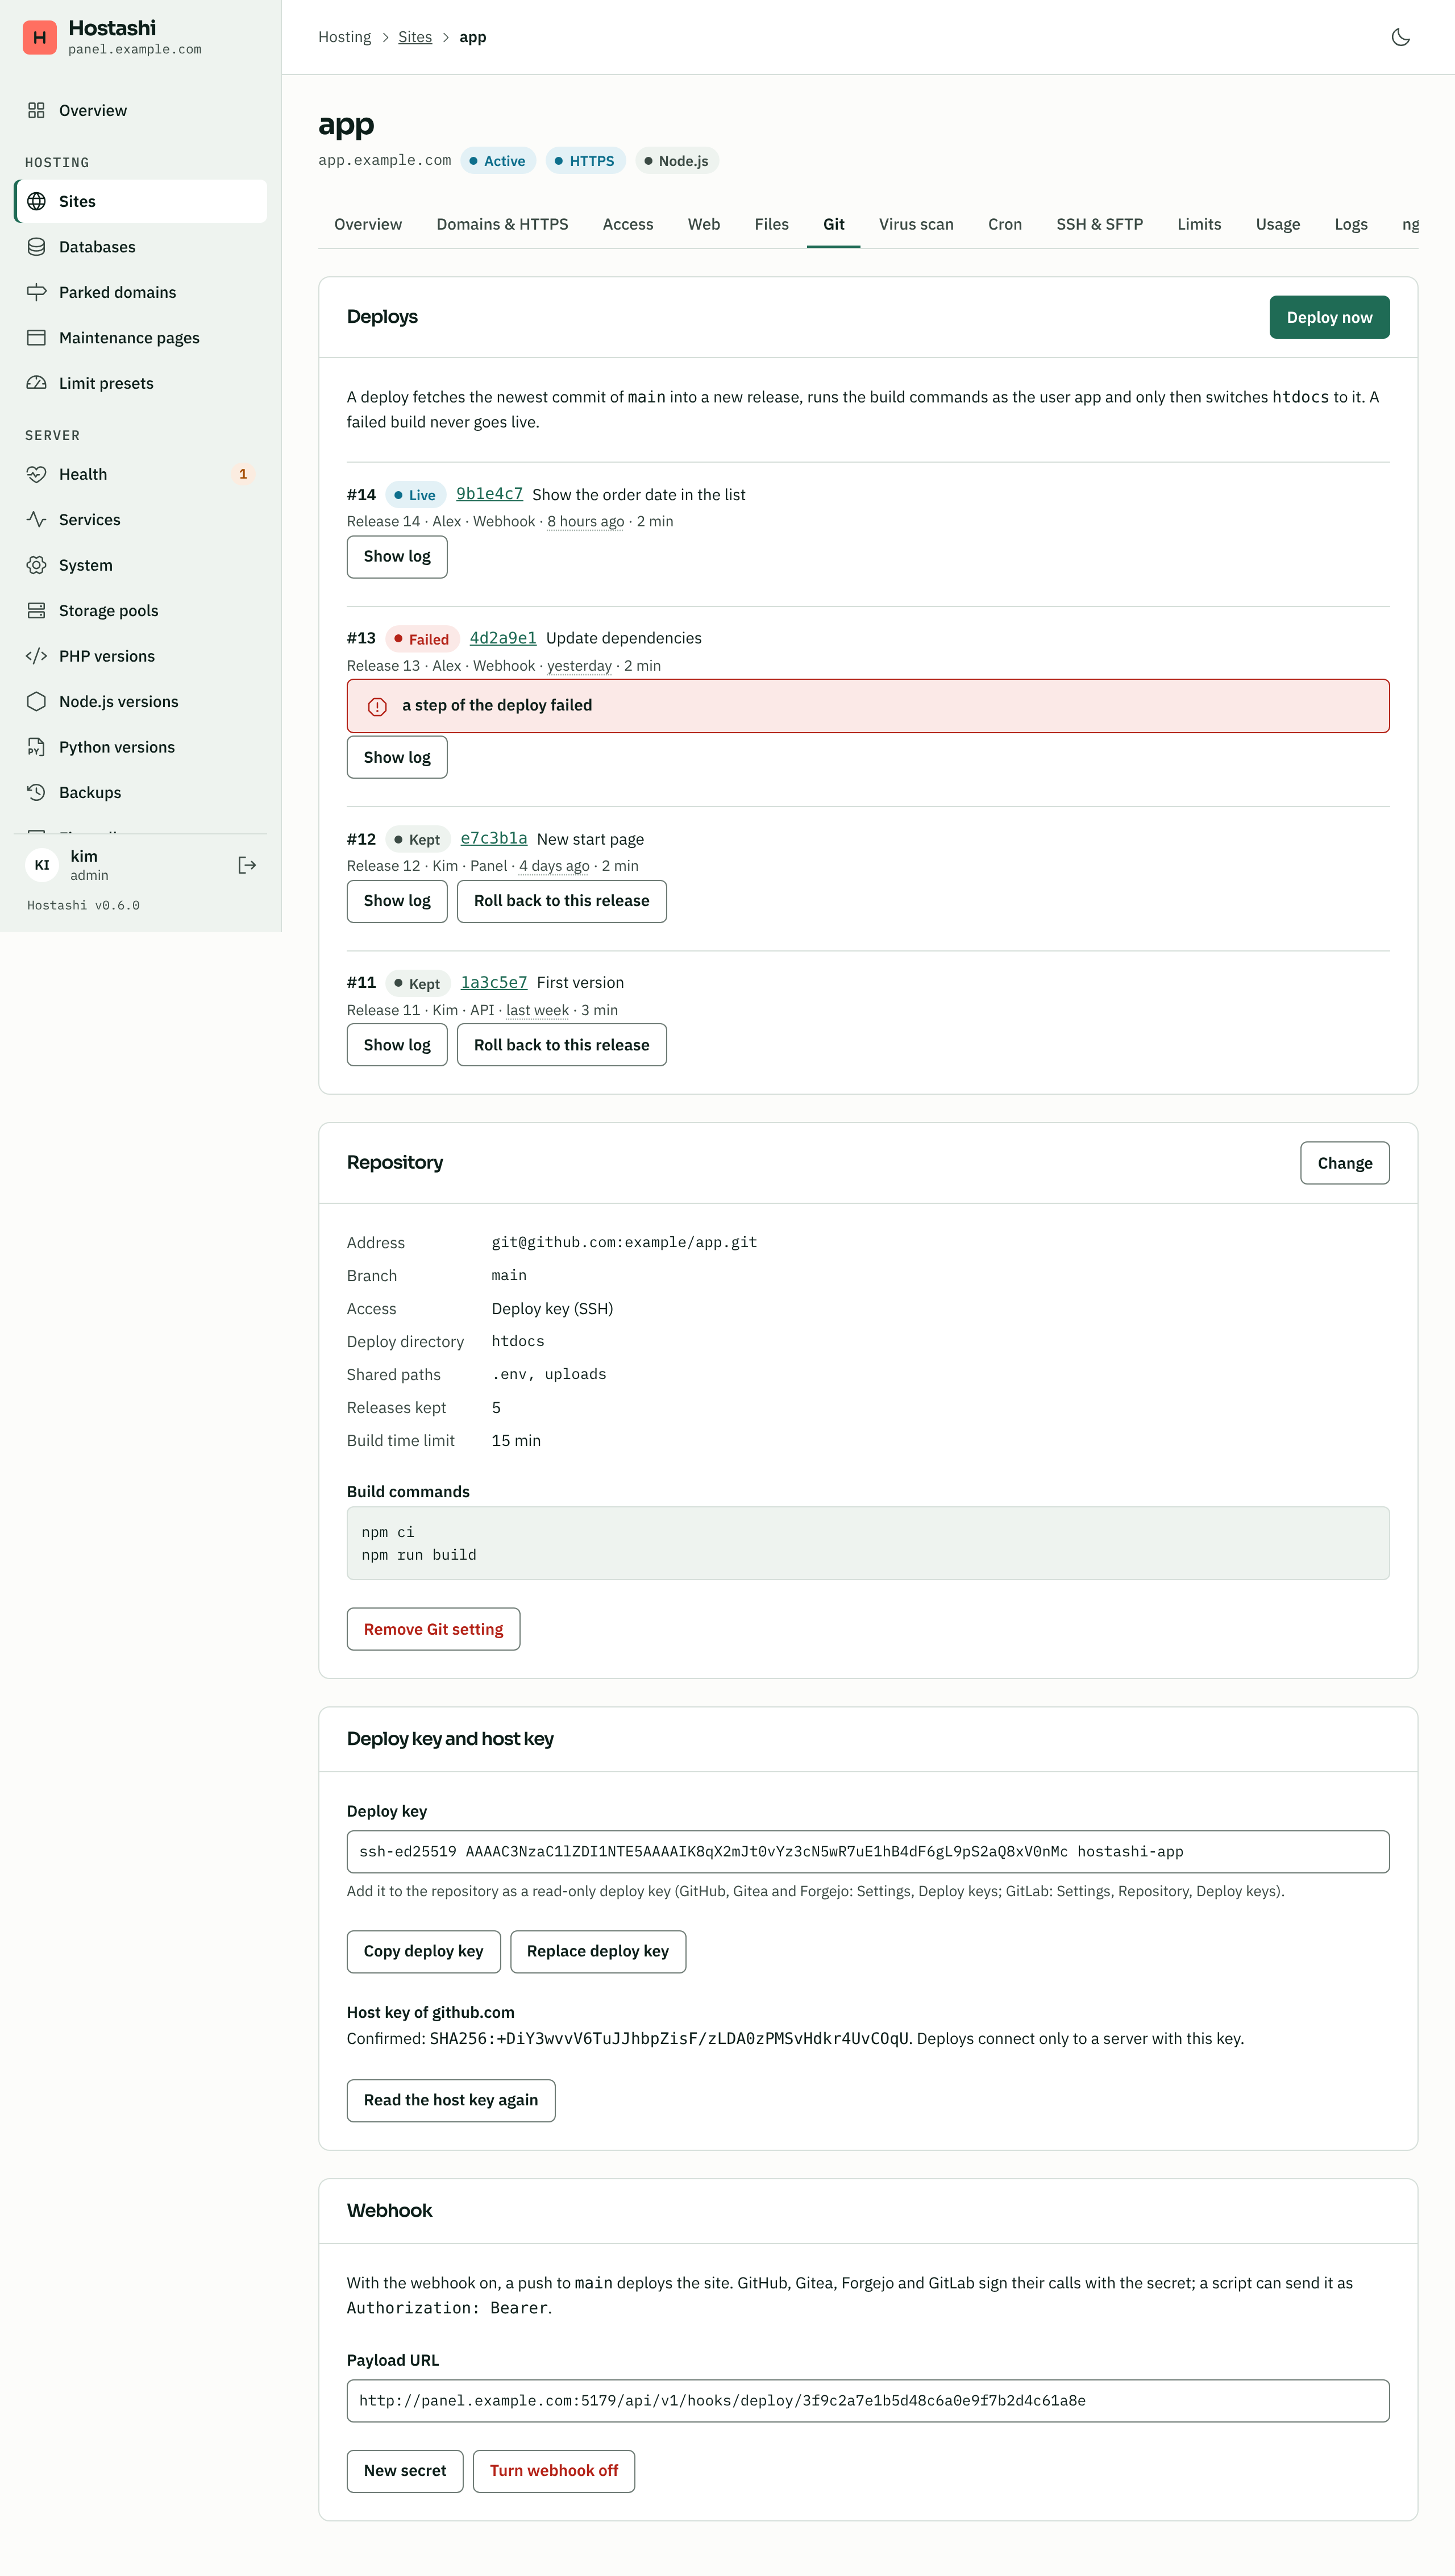 H
Hostashi
panel.example.com
Overview
HOSTING
Sites
Databases
Parked domains
Maintenance pages
Limit presets
SERVER
Health 1
Services
System
Storage pools
PHP versions
Node.js versions
Python versions
Backups
KI
kim
admin
Hostashi v0.6.0
Hosting > Sites > app
app
app.example.com Active HTTPS Node.js
Overview Domains & HTTPS Access Web Files Git Virus scan Cron SSH & SFTP Limits Usage Logs ng
Deploys
Deploy now
A deploy fetches the newest commit of main into a new release, runs the build commands as the user app and only then switches htdocs to it. A
failed build never goes live.
#14 Live 9b1e4c7 Show the order date in the list
Release 14 · Alex · Webhook · 8 hours ago · 2 min
Show log
#13 Failed 4d2a9e1 Update dependencies
Release 13 · Alex · Webhook · yesterday · 2 min
a step of the deploy failed
Show log
#12 Kept e7c3b1a New start page
Release 12 · Kim · Panel · 4 days ago · 2 min
Show log Roll back to this release
#11 Kept 1a3c5e7 First version
Release 11 · Kim · API · last week · 3 min
Show log Roll back to this release
Repository
Change
Address git@github.com:example/app.git
Branch main
Access Deploy key (SSH)
Deploy directory htdocs
Shared paths .env, uploads
Releases kept 5
Build time limit 15 min
Build commands
npm ci
npm run build
Remove Git setting
Deploy key and host key
Deploy key
ssh-ed25519 AAAAC3NzaC1lZDI1NTE5AAAAIK8qX2mJt0vYz3cN5wR7uE1hB4dF6gL9pS2aQ8xV0nMc hostashi-app
Add it to the repository as a read-only deploy key (GitHub, Gitea and Forgejo: Settings, Deploy keys; GitLab: Settings, Repository, Deploy keys).
Copy deploy key Replace deploy key
Host key of github.com
Confirmed: SHA256:+DiY3wvvV6TuJJhbpZisF/zLDA0zPMSvHdkr4UvCOqU. Deploys connect only to a server with this key.
Read the host key again
Webhook
With the webhook on, a push to main deploys the site. GitHub, Gitea, Forgejo and GitLab sign their calls with the secret; a script can send it as
Authorization: Bearer.
Payload URL
http://panel.example.com:5179/api/v1/hooks/deploy/3f9c2a7e1b5d48c6a0e9f7b2d4c61a8e
New secret Turn webhook off